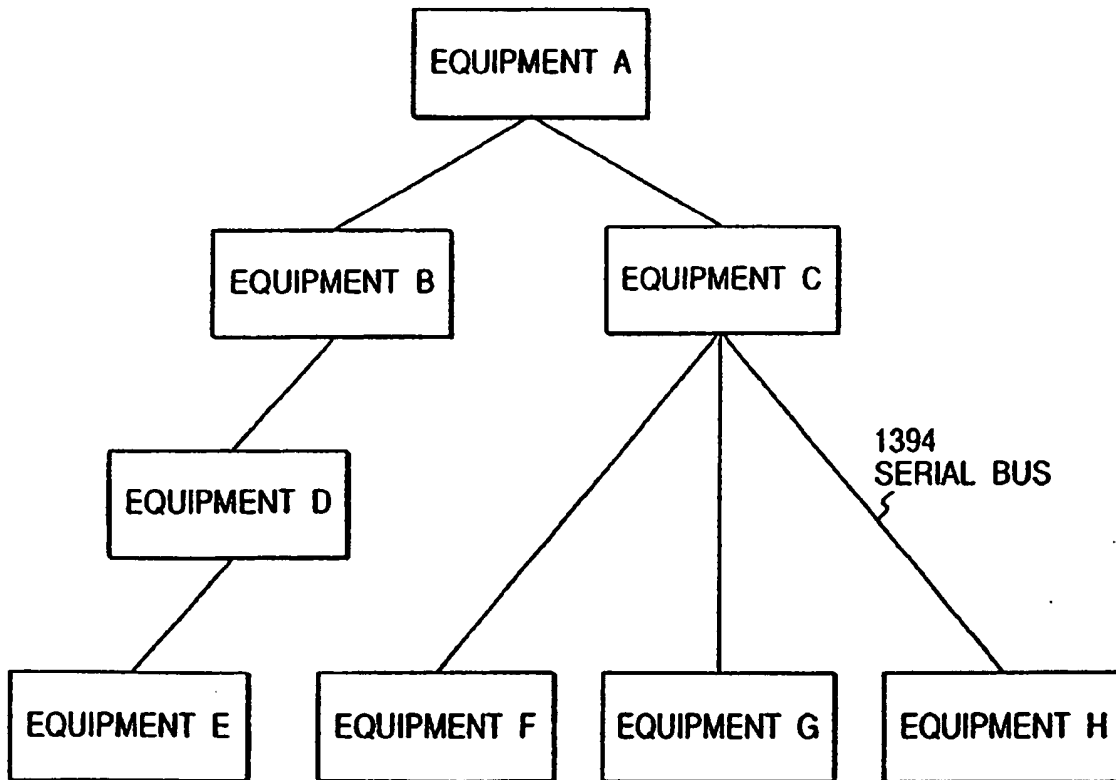 EQUIPMENT A
EQUIPMENT B
EQUIPMENT C
1394
SERIAL BUS
EQUIPMENT D
EQUIPMENT E
EQUIPMENT F
EQUIPMENT G
EQUIPMENT H